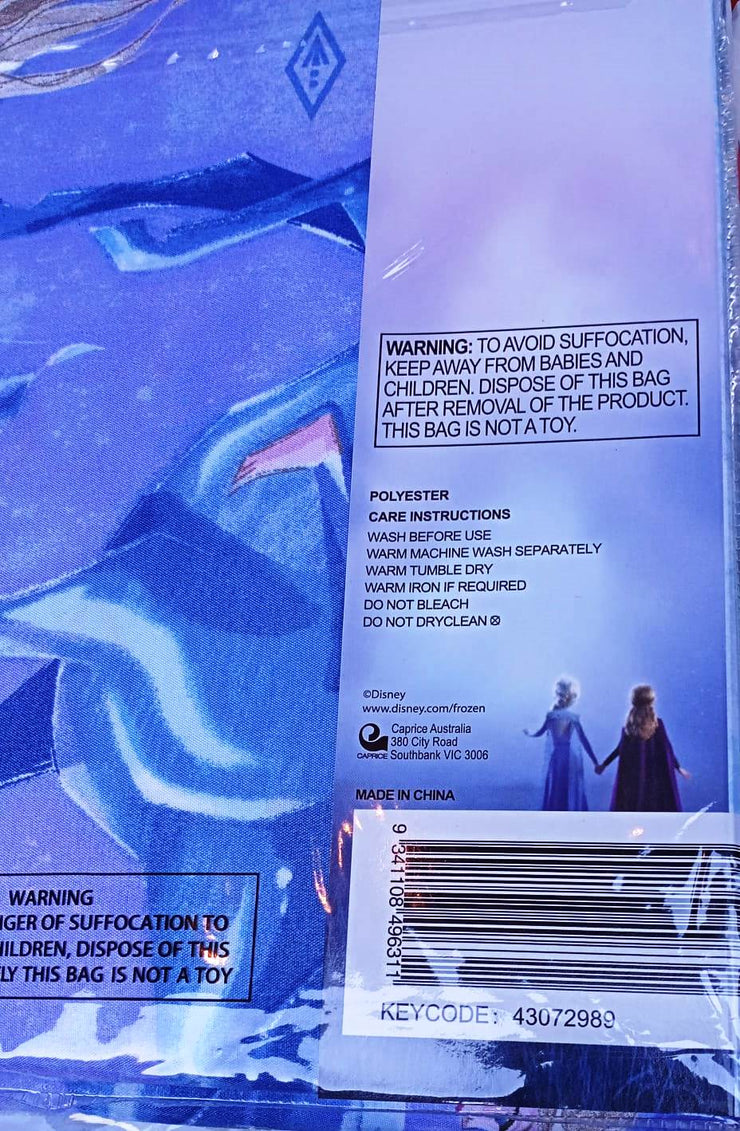 WARNING: TO AVOID SUFFOCATION,
KEEP AWAY FROM BABIES AND
CHILDREN. DISPOSE OF THIS BAG
AFTER REMOVAL OF THE PRODUCT.
THIS BAG IS NOT A TOY.
POLYESTER
CARE INSTRUCTIONS
WASH BEFORE USE
WARM MACHINE WASH SEPARATELY
WARM TUMBLE DRY
WARM IRON IF REQUIRED
DO NOT BLEACH
DO NOT DRYCLEAN
©Disney
www.disney.com/frozen
Caprice Australia
380 City Road
CAPRICE Southbank VIC 3006
MADE IN CHINA
9 341108 496311
KEYCODE: 43072989
WARNING
OF SUFFOCATION TO
DISPOSE OF THIS
THIS BAG IS NOT A TOY